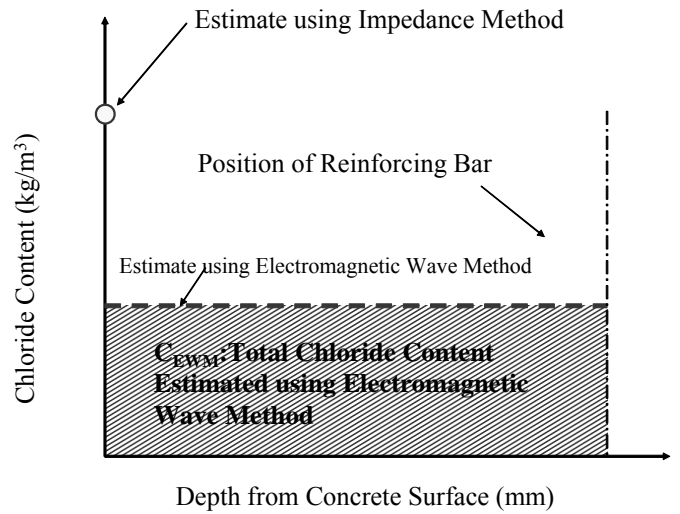 Estimate using Impedance Method
Chloride Content (kg/m³)
Position of Reinforcing Bar
Estimate using Electromagnetic Wave Method
C_EWM:Total Chloride Content
Estimated using Electromagnetic
Wave Method
Depth from Concrete Surface (mm)